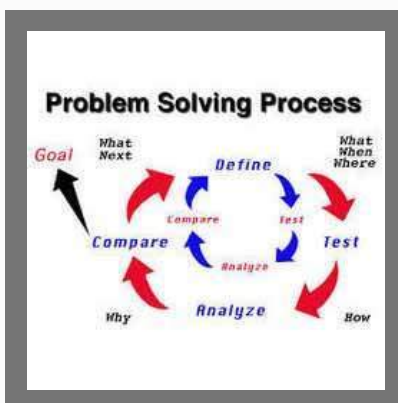 Problem Solving Process
Goal
What
Next
What
When
Where
Define
Compare
Test
Compare
Test
Analyze
Analyze
Why
How